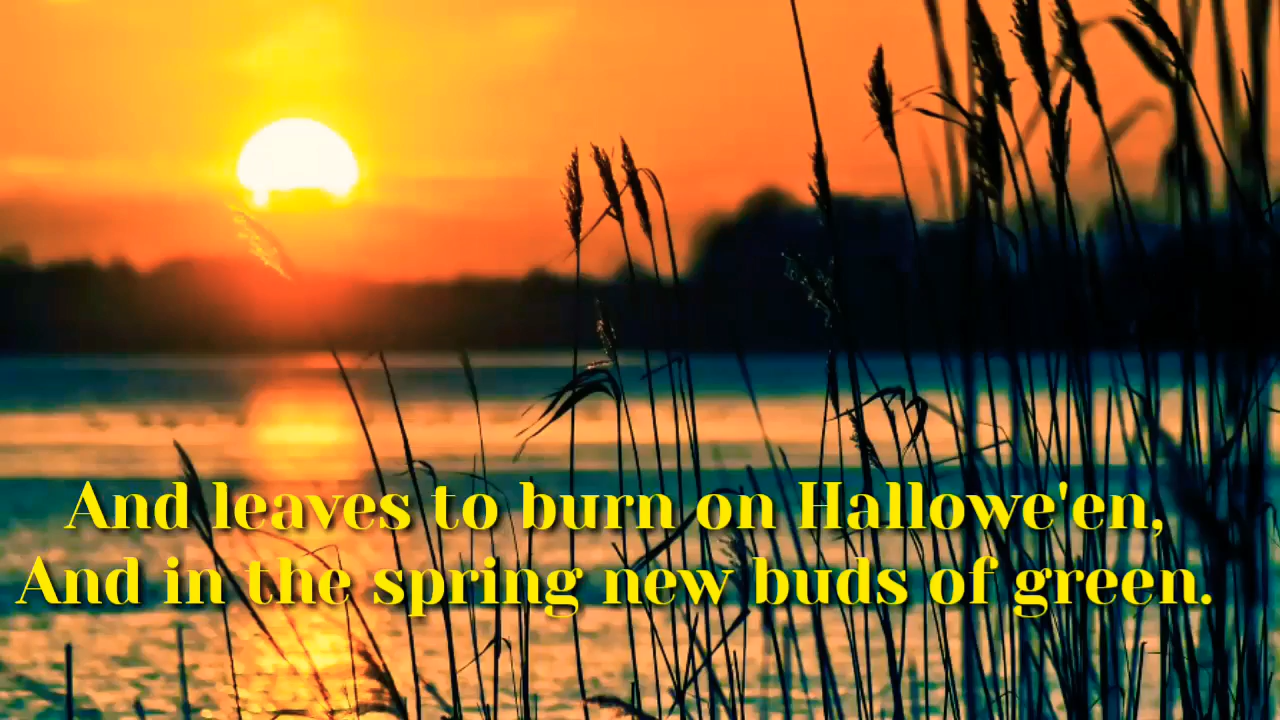 And leaves to burn on Hallowe'en,
And in the spring new buds of green.